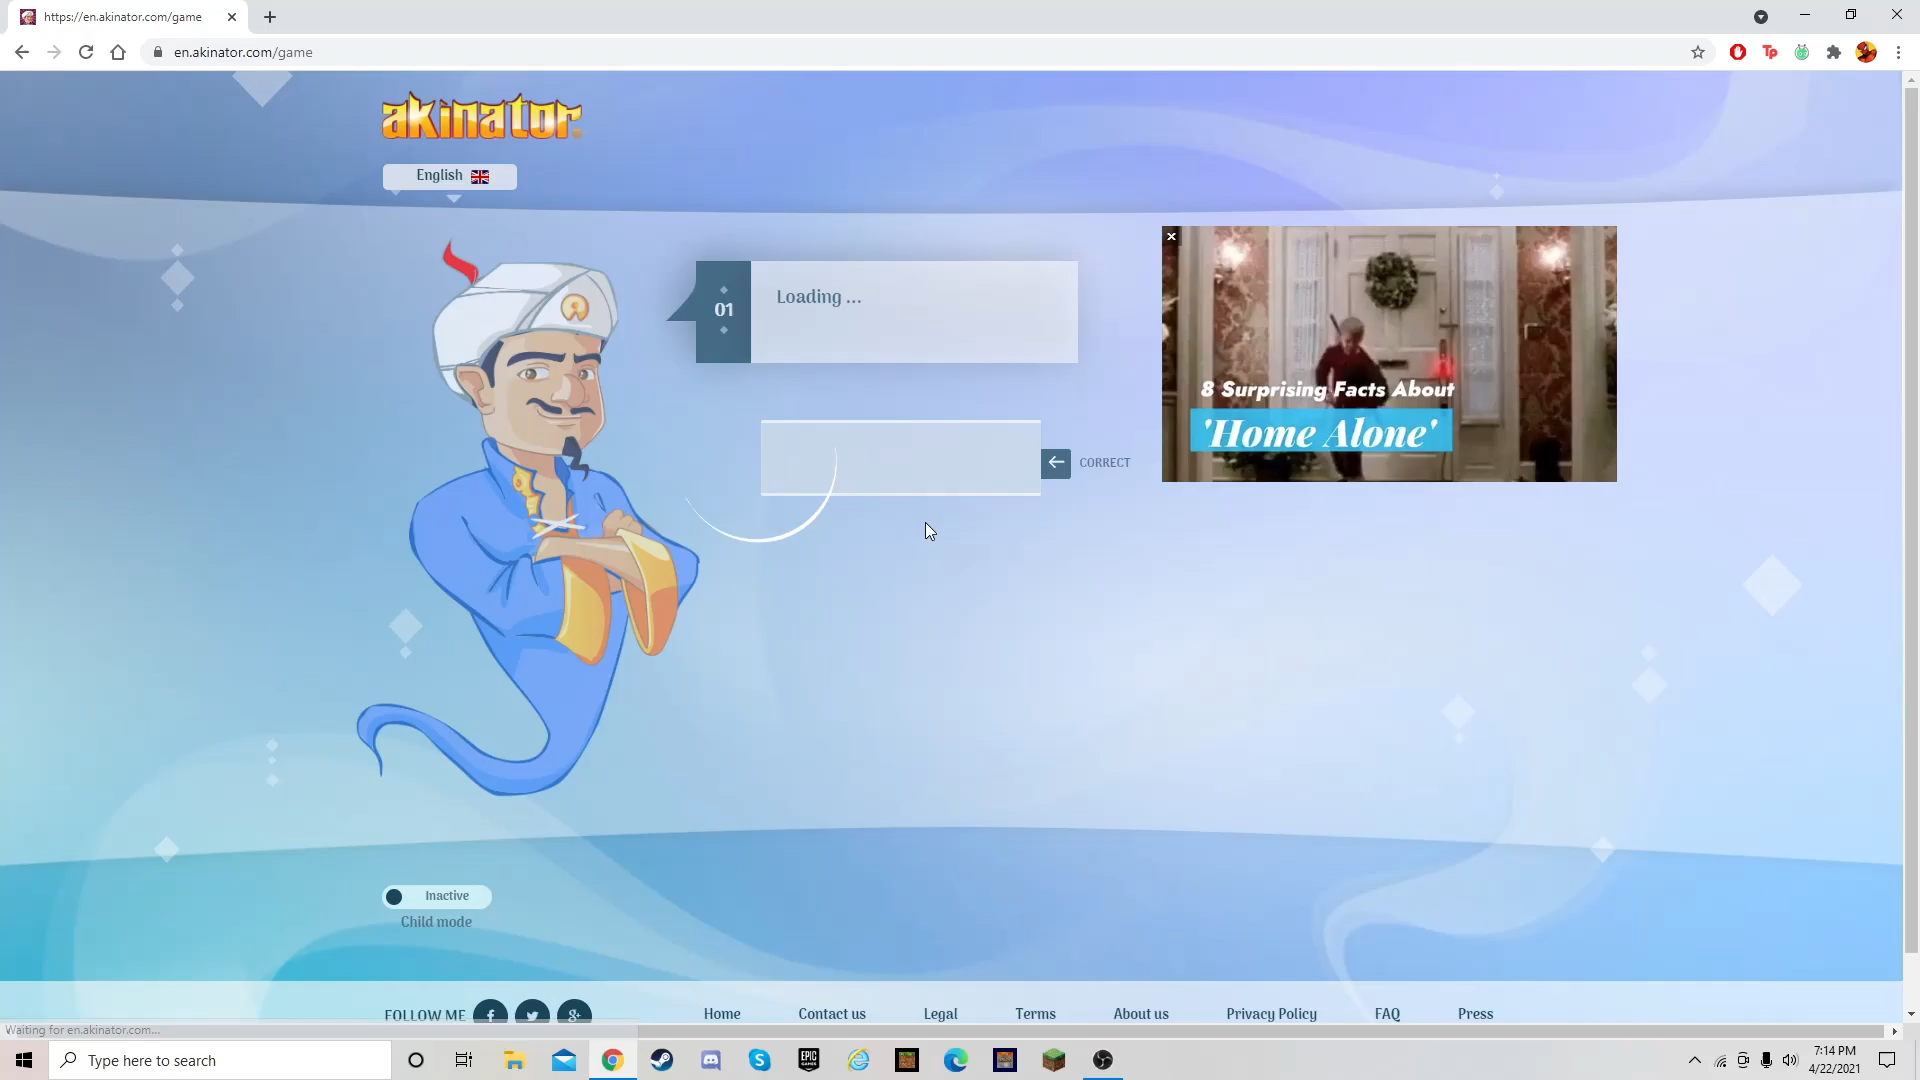 https://en.akinator.com/game
en.akinator.com/game
akinator
English
01
Loading ...
CORRECT
8 Surprising Facts About
'Home Alone'
Inactive
Child mode
FOLLOW ME
Home
Contact us
Legal
Terms
About us
Privacy Policy
FAQ
Press
Waiting for en.akinator.com...
Type here to search
EPIC
GAMES
7:14 PM
4/22/2021